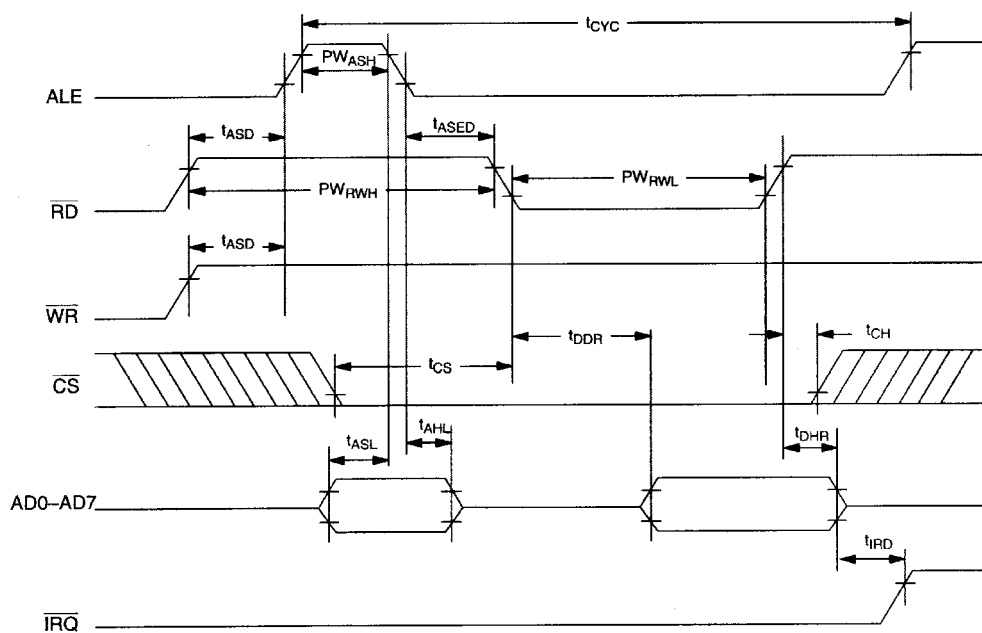 tCYC
PWASH
ALE
tASD
tASED
PWRWH
PWRWL
RD
tASD
WR
tDDR
tCH
tCS
CS
tAHL
tASL
tDHR
AD0–AD7
tIRD
IRQ